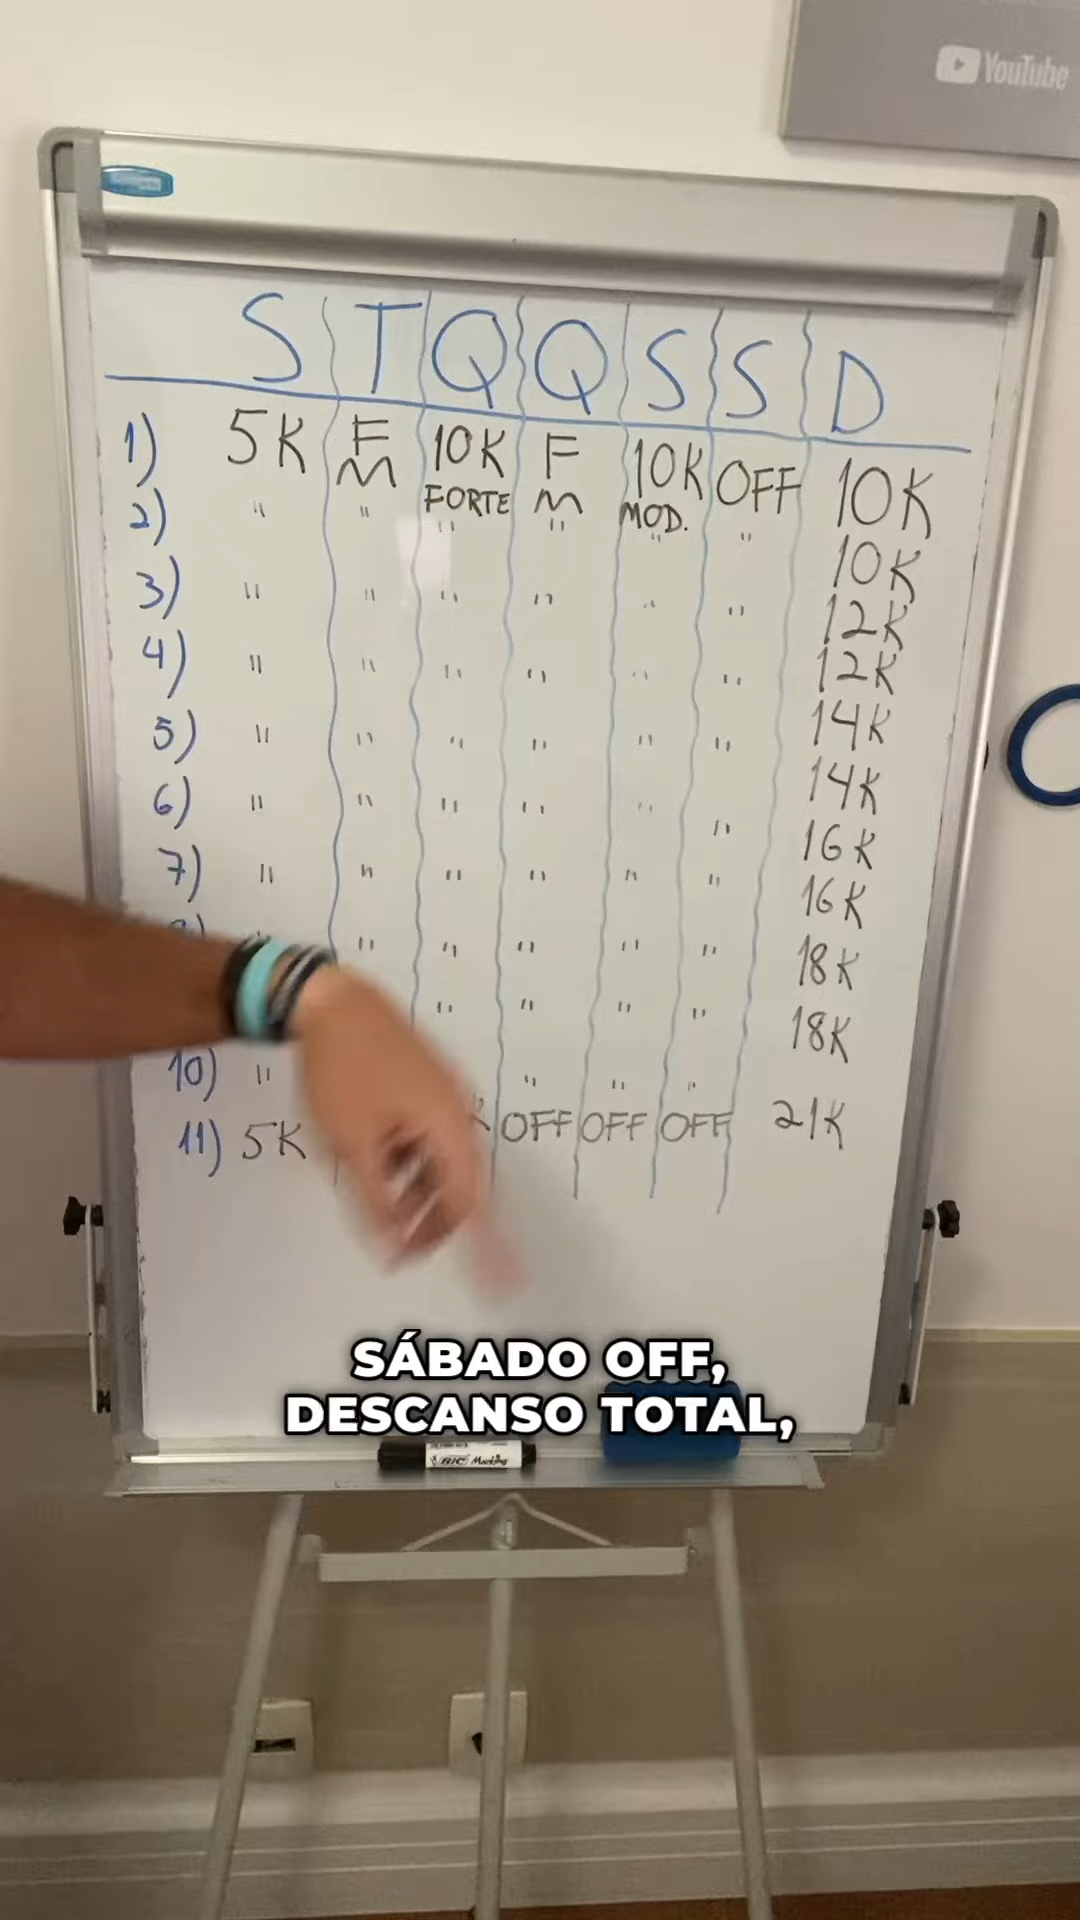 YouTube
S T Q Q S S D
1) 5K F M 10K FORTE F M 10K MOD. OFF 10K
2) " " " " " " 10K
3) " " " " " " 12K
4) " " " " " " 12K
5) " " " " " " 14K
6) " " " " " " 14K
7) " " " " " " 16K
" " " " " 16K
" " " " 18K
10) " " " " 18K
11) 5K K OFF OFF OFF 21K
SÁBADO OFF,
DESCANSO TOTAL,
BIC Marking